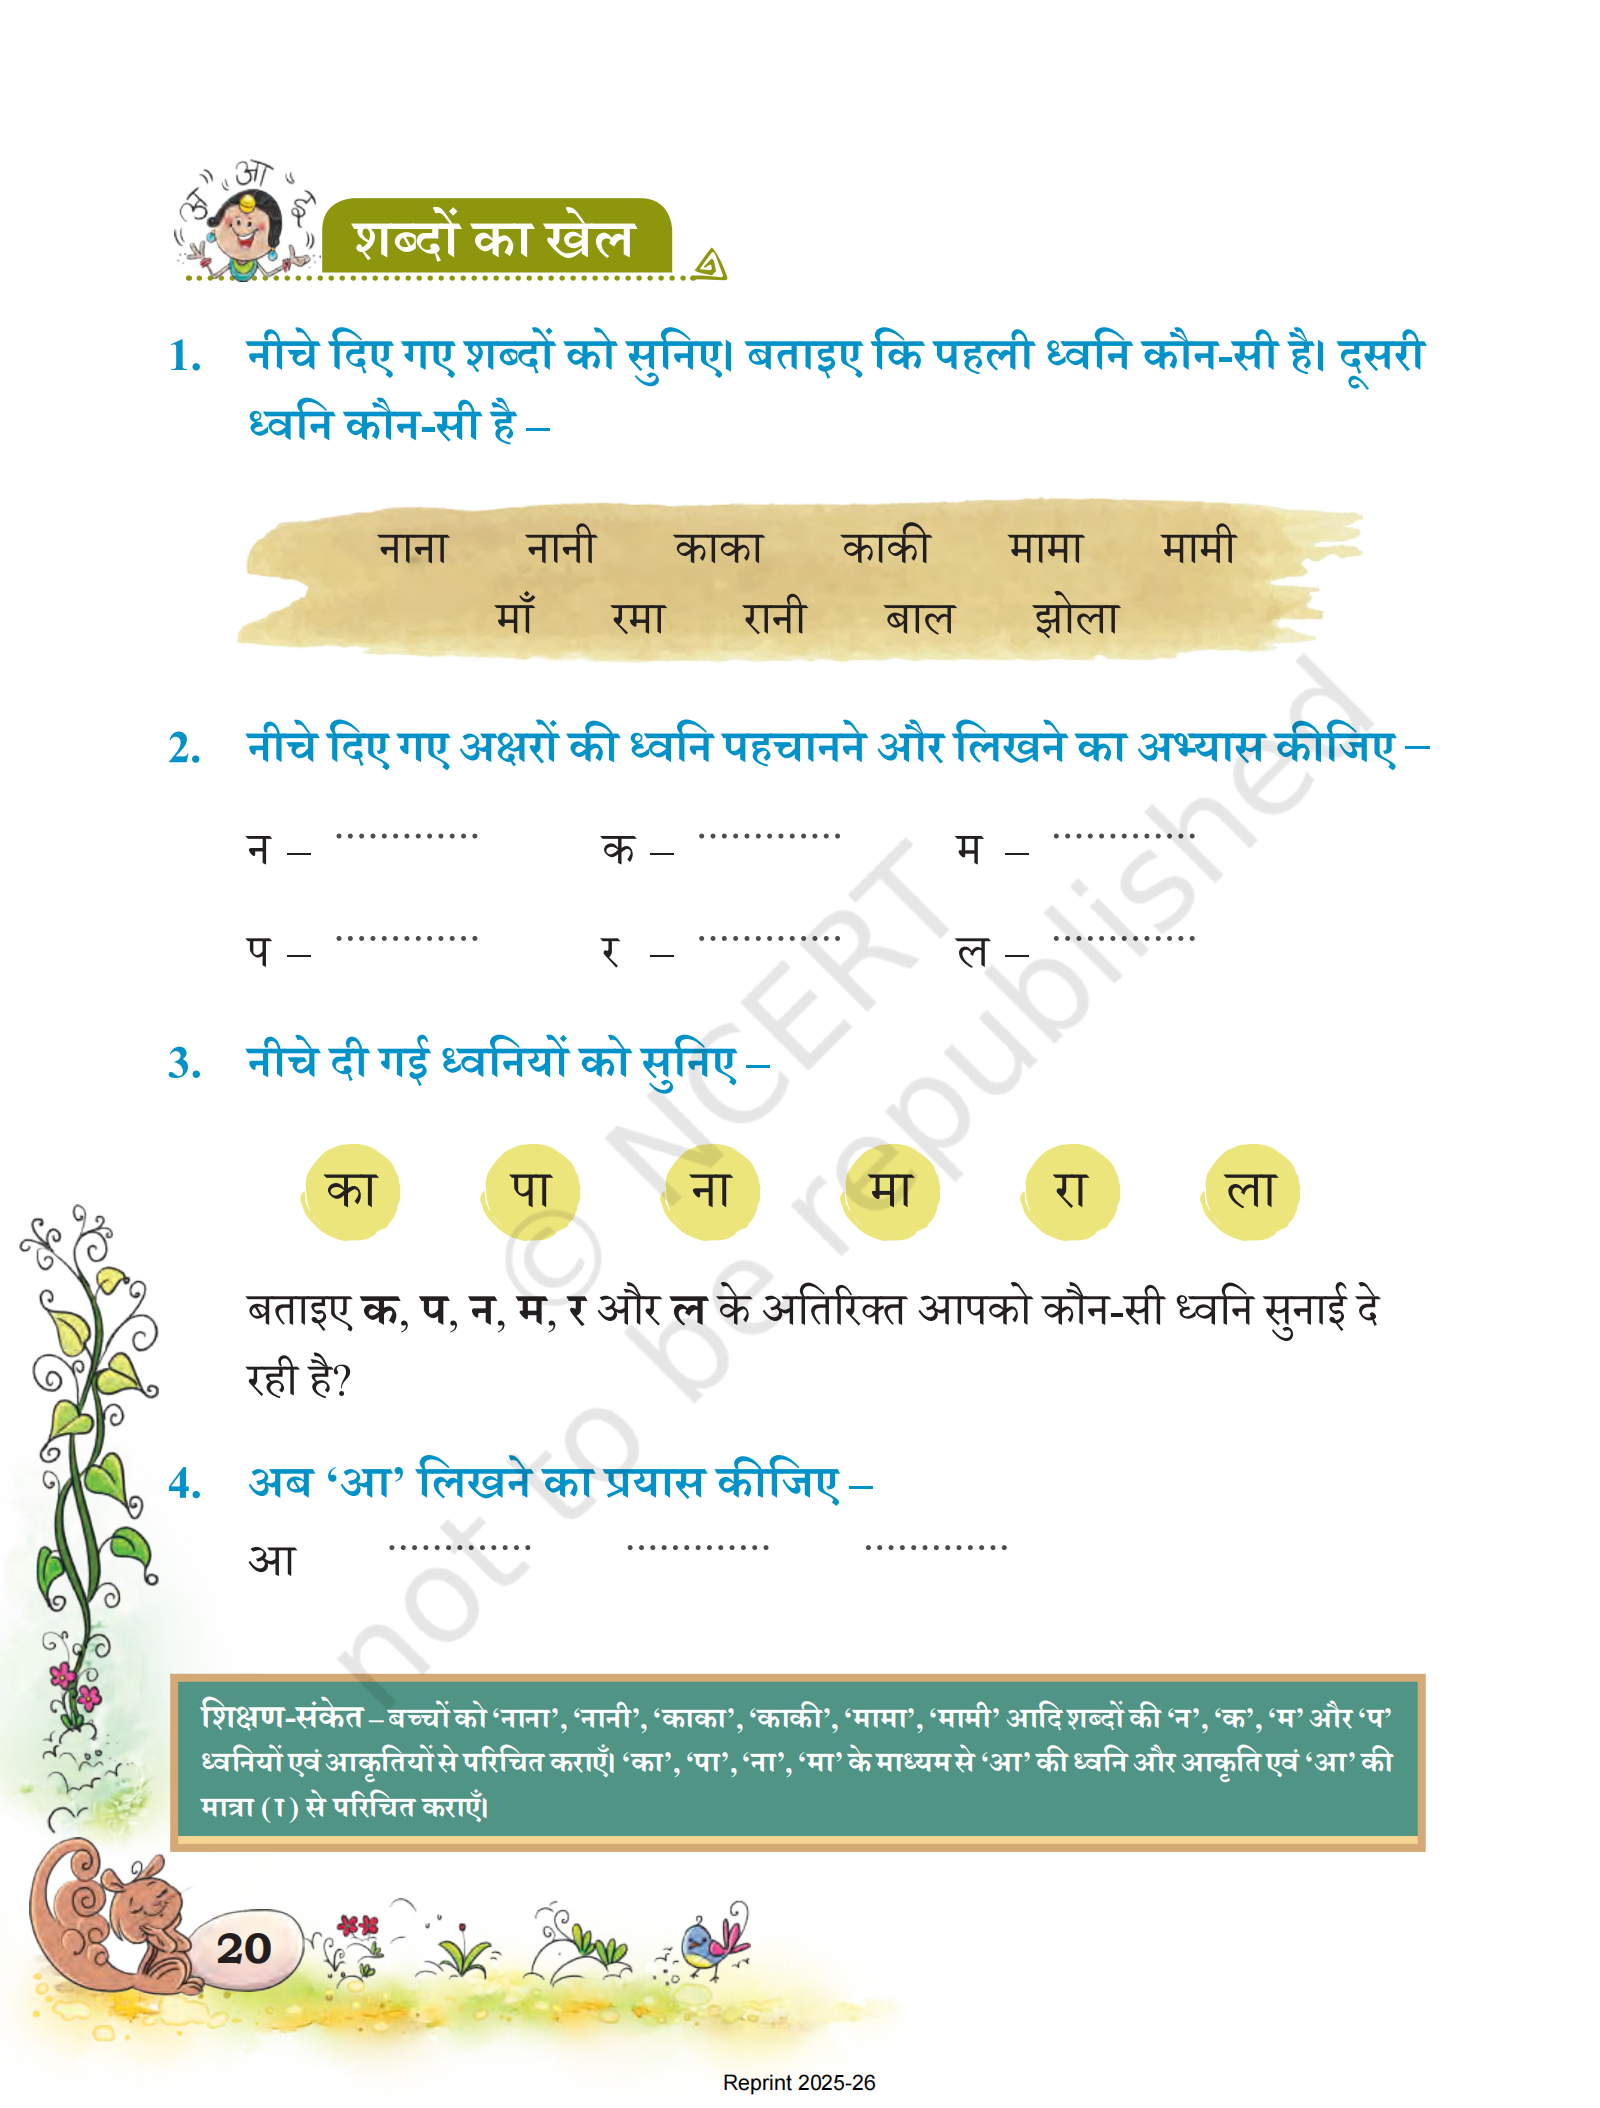 अ आ इ
शब्दों का खेल
1. नीचे दिए गए शब्दों को सुनिए। बताइए कि पहली ध्वनि कौन-सी है। दूसरी
ध्वनि कौन-सी है –
नाना नानी काका काकी मामा मामी
माँ रमा रानी बाल झोला
2. नीचे दिए गए अक्षरों की ध्वनि पहचानने और लिखने का अभ्यास कीजिए –
न – ............. क – ............. म – .............
प – ............. र – ............. ल – .............
3. नीचे दी गई ध्वनियों को सुनिए –
का पा ना मा रा ला
बताइए क, प, न, म, र और ल के अतिरिक्त आपको कौन-सी ध्वनि सुनाई दे
रही है?
4. अब ‘आ’ लिखने का प्रयास कीजिए –
आ ............. ............. .............
शिक्षण-संकेत – बच्चों को ‘नाना’, ‘नानी’, ‘काका’, ‘काकी’, ‘मामा’, ‘मामी’ आदि शब्दों की ‘न’, ‘क’, ‘म’ और ‘प’
ध्वनियों एवं आकृतियों से परिचित कराएँ। ‘का’, ‘पा’, ‘ना’, ‘मा’ के माध्यम से ‘आ’ की ध्वनि और आकृति एवं ‘आ’ की
मात्रा (ा) से परिचित कराएँ।
20
© NCERT
not to be republished
Reprint 2025-26